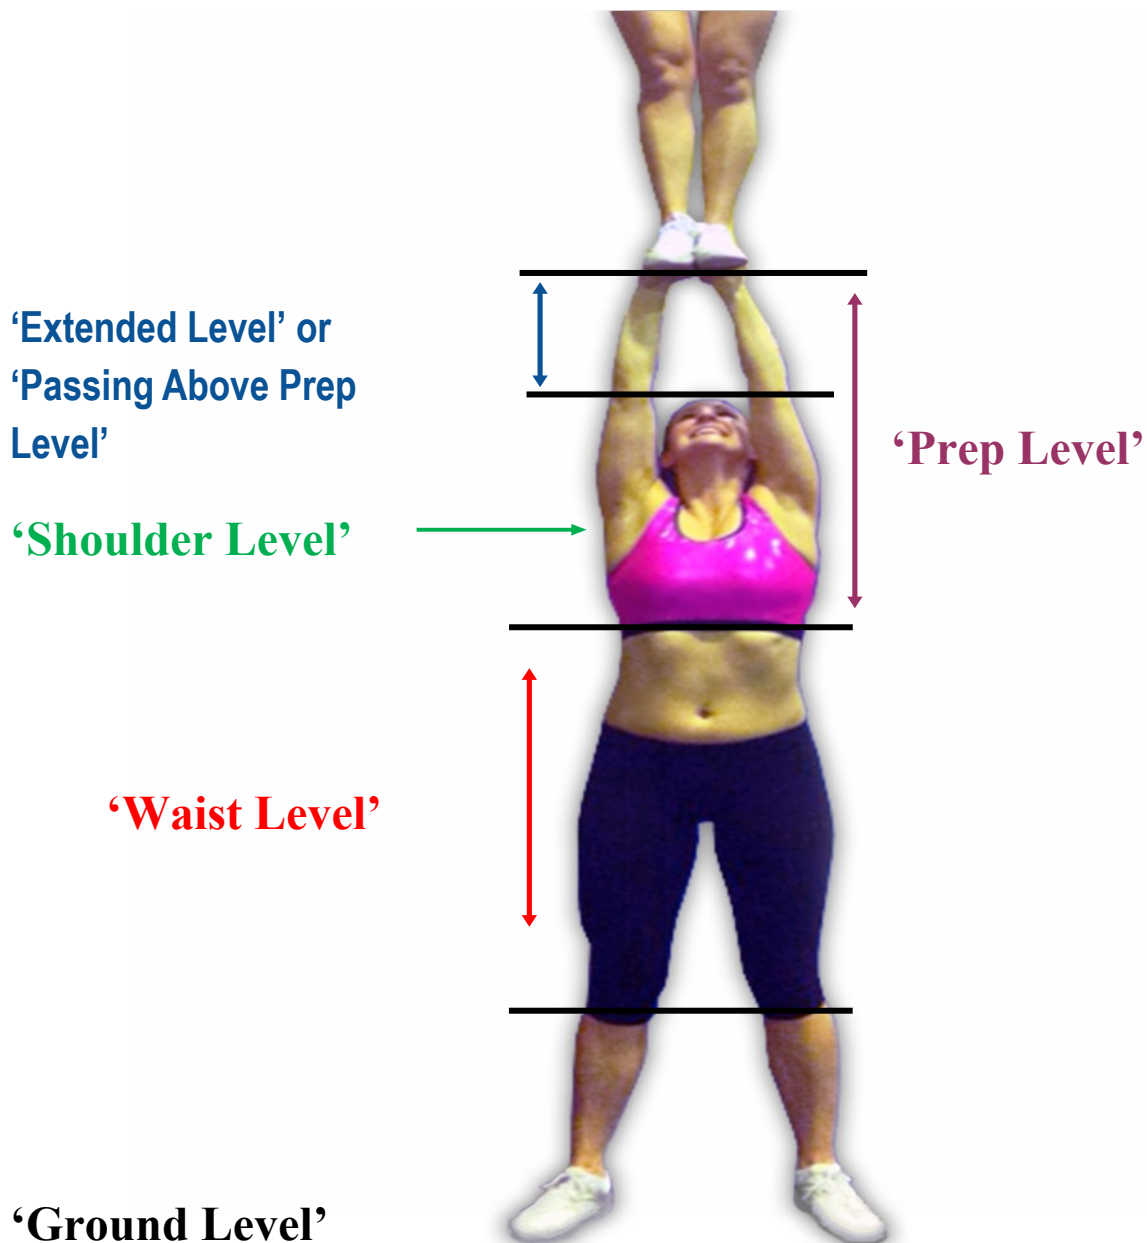 ‘Extended Level’ or
‘Passing Above Prep
Level’
‘Prep Level’
‘Shoulder Level’
‘Waist Level’
‘Ground Level’